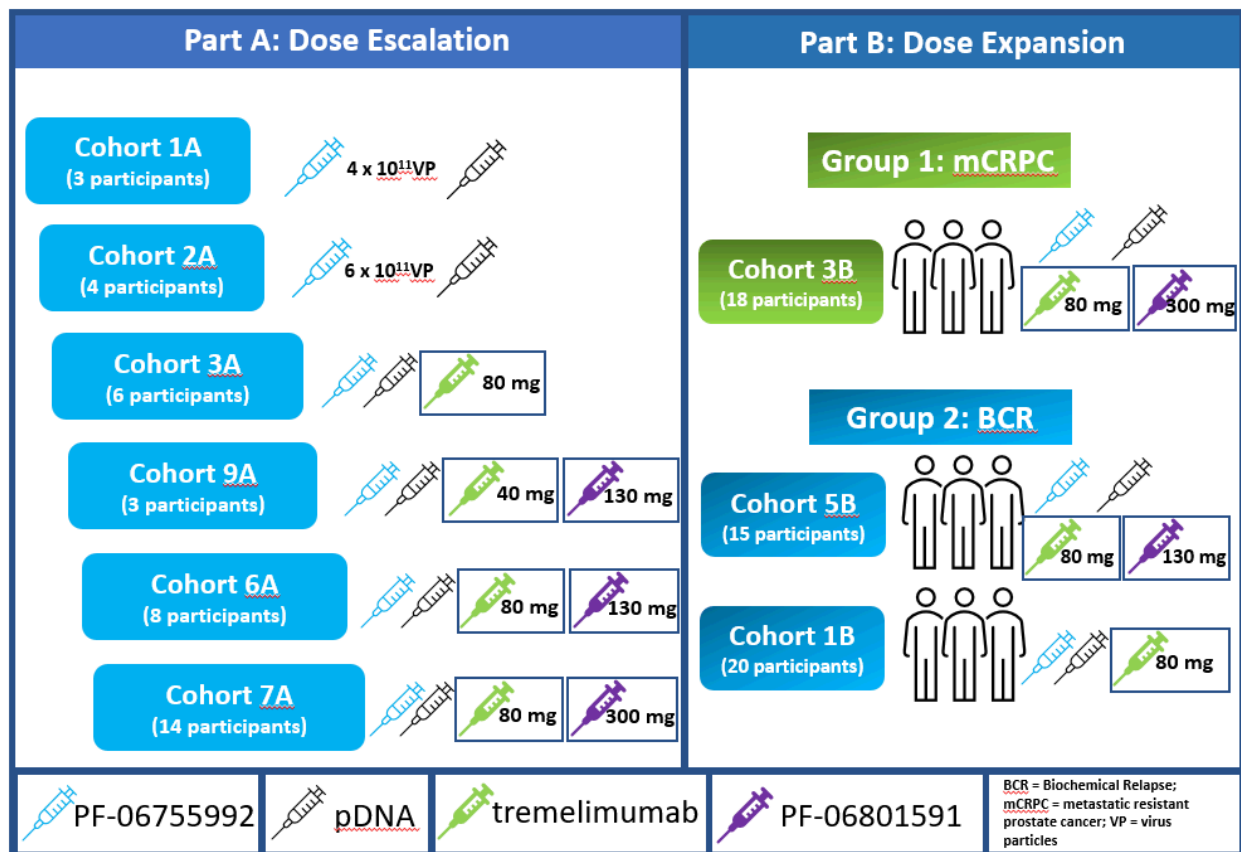 Part A: Dose Escalation
Cohort 1A
(3 participants)
4 x 10¹¹VP
Cohort 2A
(4 participants)
6 x 10¹¹VP
Cohort 3A
(6 participants)
80 mg
Cohort 9A
(3 participants)
40 mg
130 mg
Cohort 6A
(8 participants)
80 mg
130 mg
Cohort 7A
(14 participants)
80 mg
300 mg
Part B: Dose Expansion
Group 1: mCRPC
Cohort 3B
(18 participants)
80 mg
300 mg
Group 2: BCR
Cohort 5B
(15 participants)
80 mg
130 mg
Cohort 1B
(20 participants)
80 mg
PF-06755992
pDNA
tremelimumab
PF-06801591
BCR = Biochemical Relapse;
mCRPC = metastatic resistant
prostate cancer; VP = virus
particles